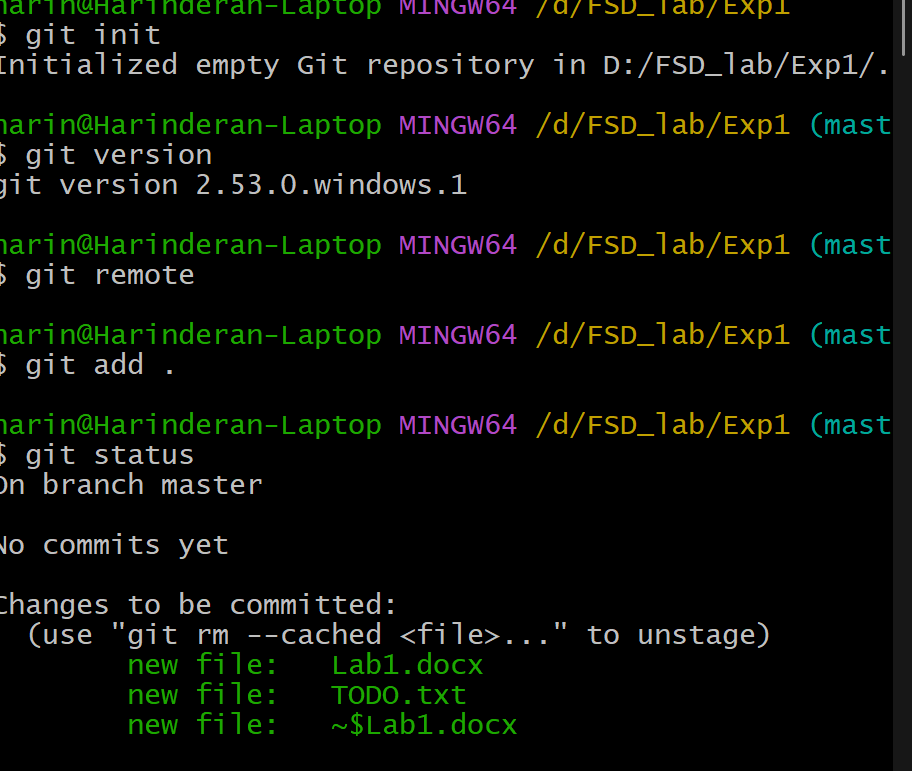 harin@Harinderan-Laptop MINGW64 /d/FSD_lab/Exp1
$ git init
Initialized empty Git repository in D:/FSD_lab/Exp1/.
harin@Harinderan-Laptop MINGW64 /d/FSD_lab/Exp1 (mast
$ git version
git version 2.53.0.windows.1
harin@Harinderan-Laptop MINGW64 /d/FSD_lab/Exp1 (mast
$ git remote
harin@Harinderan-Laptop MINGW64 /d/FSD_lab/Exp1 (mast
$ git add .
harin@Harinderan-Laptop MINGW64 /d/FSD_lab/Exp1 (mast
$ git status
On branch master
No commits yet
Changes to be committed:
  (use "git rm --cached <file>..." to unstage)
        new file:   Lab1.docx
        new file:   TODO.txt
        new file:   ~$Lab1.docx